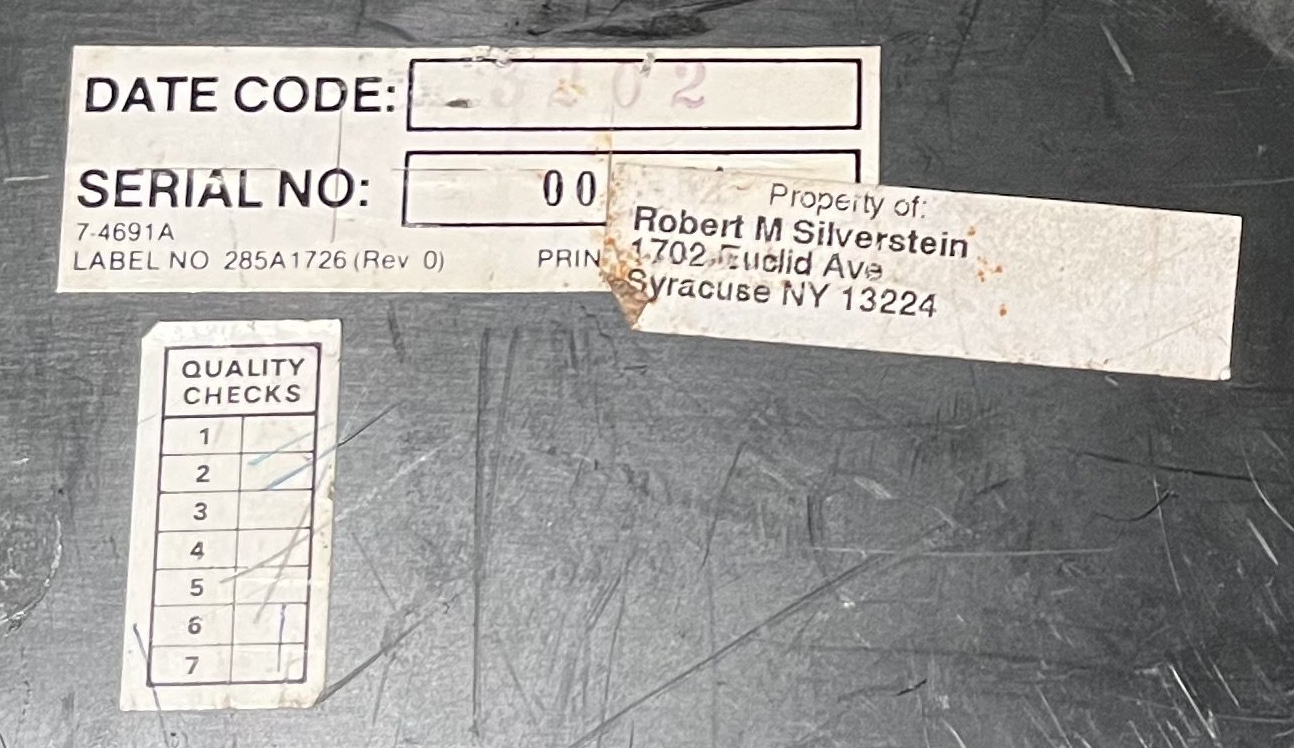 DATE CODE: 3202
SERIAL NO: 00
7-4691A
LABEL NO 285A1726 (Rev 0) PRIN
Property of:
Robert M Silverstein
1702 Euclid Ave
Syracuse NY 13224
QUALITY
CHECKS
1
2
3
4
5
6
7